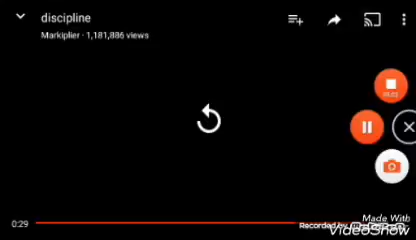 discipline
Markiplier · 1,181,886 views
0:29
Recorded by
Made With
VideoShow